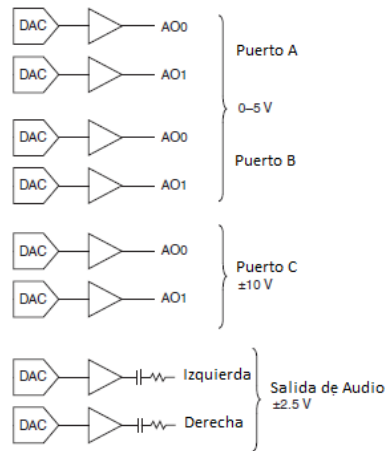 DAC AO0
Puerto A
DAC AO1
0–5 V
DAC AO0
Puerto B
DAC AO1
DAC AO0
Puerto C
±10 V
DAC AO1
DAC Izquierda
Salida de Audio
±2.5 V
DAC Derecha